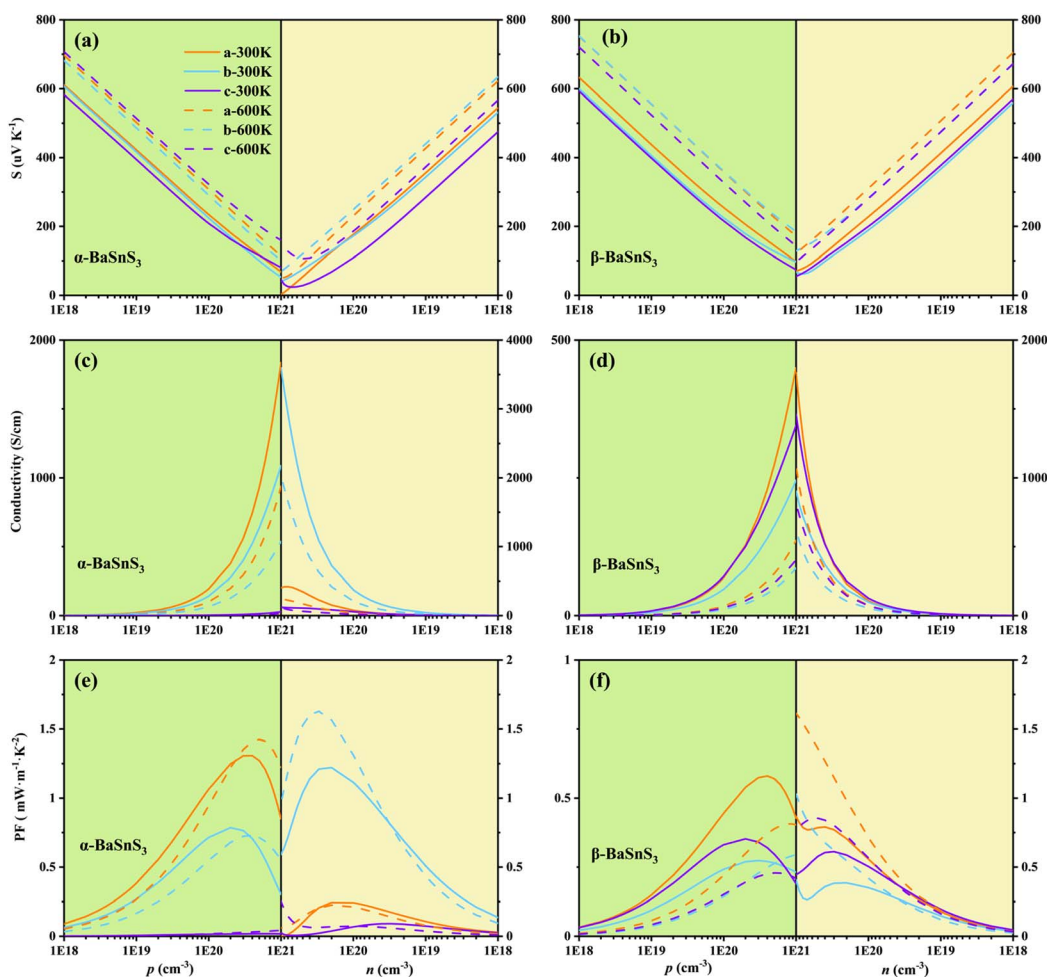 (a)
a-300K
b-300K
c-300K
a-600K
b-600K
c-600K
α-BaSnS3
S (uV K-1)
800
600
400
200
0
800
600
400
200
0
1E18 1E19 1E20 1E21 1E20 1E19 1E18
(b)
β-BaSnS3
800
600
400
200
0
800
600
400
200
0
1E18 1E19 1E20 1E21 1E20 1E19 1E18
(c)
α-BaSnS3
Conductivity (S/cm)
2000
1000
0
4000
3000
2000
1000
0
1E18 1E19 1E20 1E21 1E20 1E19 1E18
(d)
β-BaSnS3
500
0
2000
1000
0
1E18 1E19 1E20 1E21 1E20 1E19 1E18
(e)
α-BaSnS3
PF ( mW·m-1·K-2)
2
1.5
1
0.5
0
2
1.5
1
0.5
0
1E18 1E19 1E20 1E21 1E20 1E19 1E18
p (cm-3) n (cm-3)
(f)
β-BaSnS3
1
0.5
0
2
1.5
1
0.5
0
1E18 1E19 1E20 1E21 1E20 1E19 1E18
p (cm-3) n (cm-3)